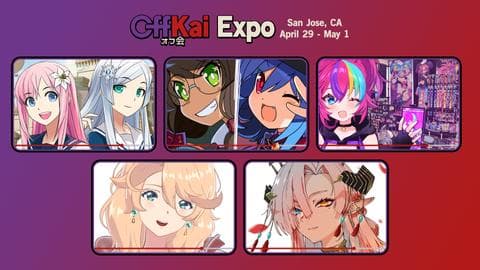 OffKai Expo
オフ会
San Jose, CA
April 29 - May 1